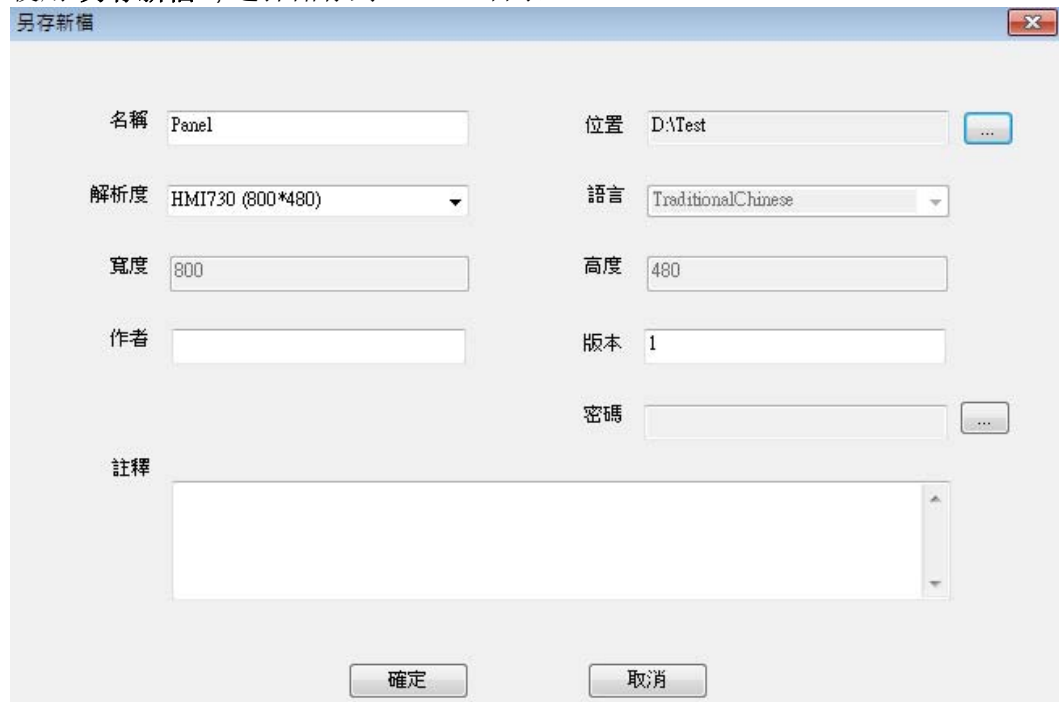 另存新檔
名稱 Panel 位置 D:\Test ...
解析度 HMI730 (800*480) 語言 TraditionalChinese
寬度 800 高度 480
作者 版本 1
密碼 ...
註釋
確定 取消